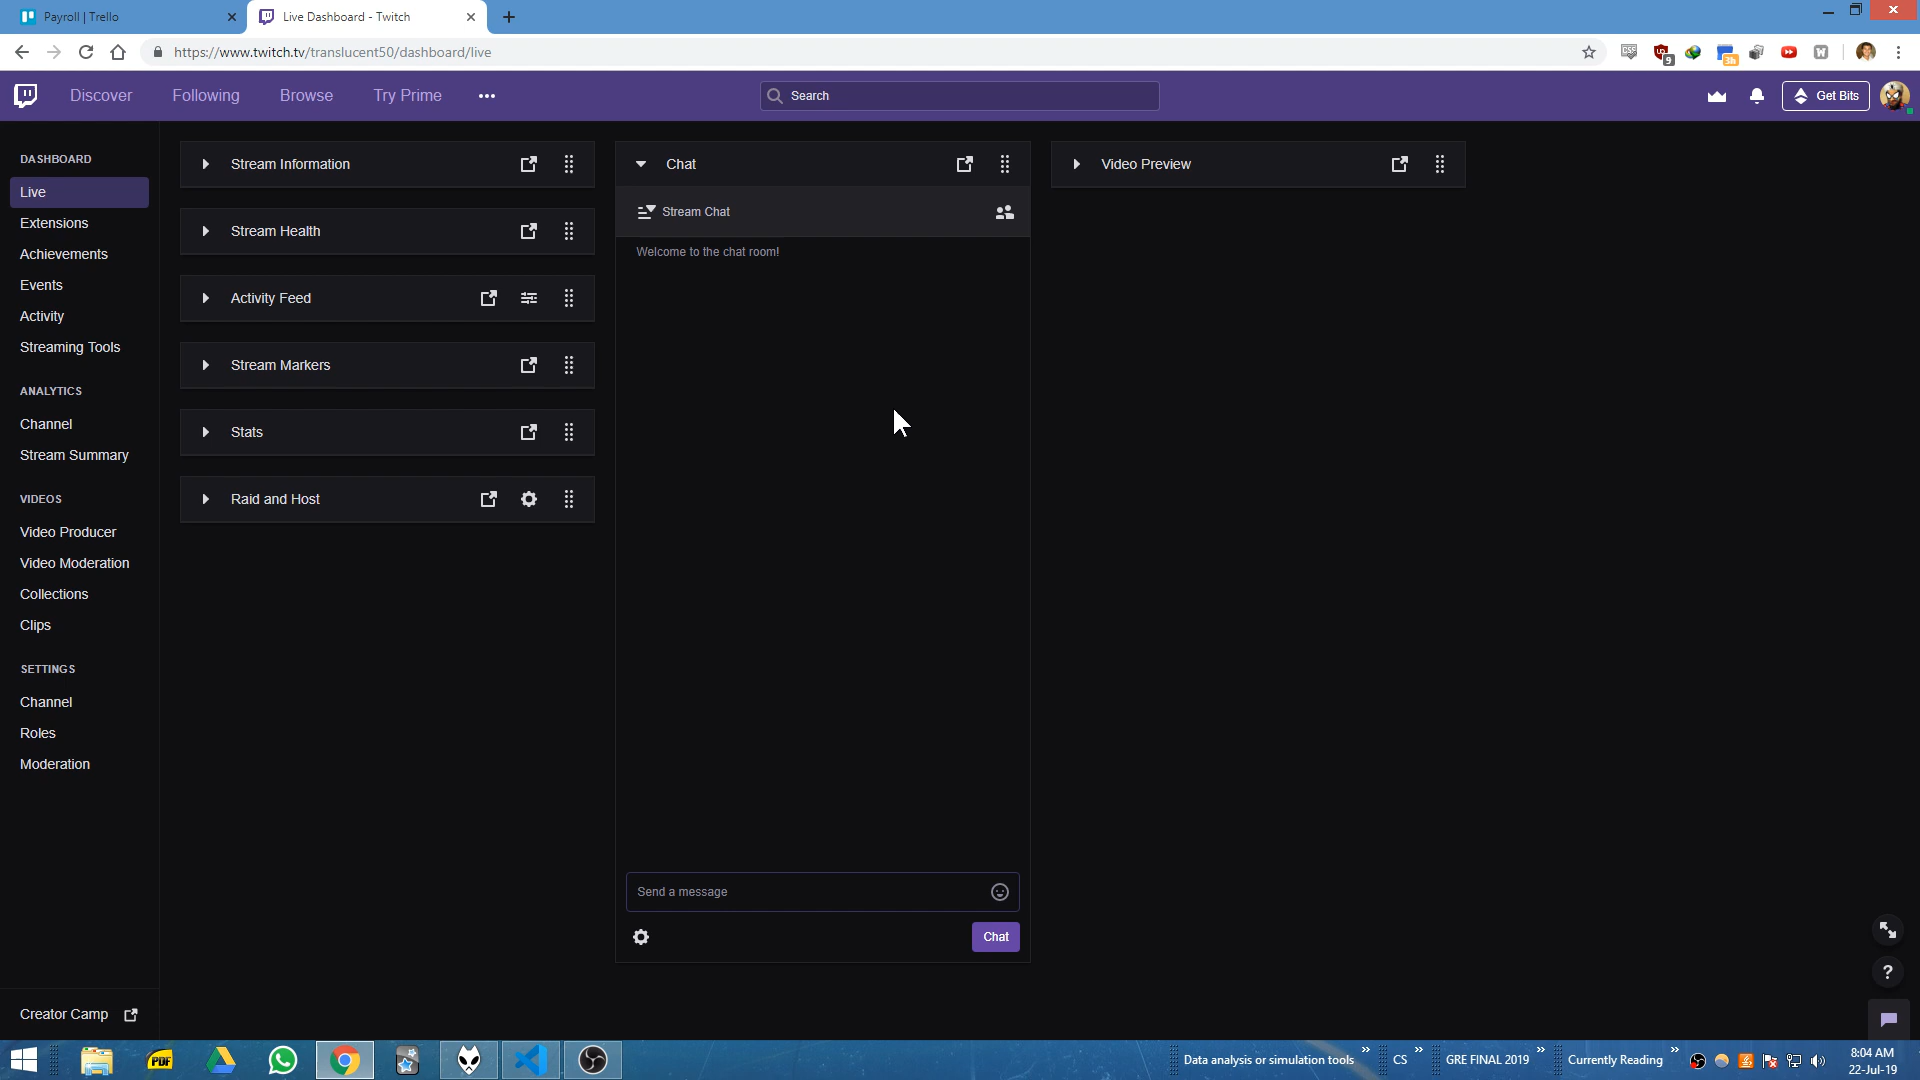 Payroll | Trello
Live Dashboard - Twitch
https://www.twitch.tv/translucent50/dashboard/live
9
3h
W
Discover
Following
Browse
Try Prime
Search
Get Bits
DASHBOARD
Live
Extensions
Achievements
Events
Activity
Streaming Tools
ANALYTICS
Channel
Stream Summary
VIDEOS
Video Producer
Video Moderation
Collections
Clips
SETTINGS
Channel
Roles
Moderation
Creator Camp
Stream Information
Stream Health
Activity Feed
Stream Markers
Stats
Raid and Host
Chat
Stream Chat
Welcome to the chat room!
Send a message
Chat
Video Preview
?
PDF
Data analysis or simulation tools
CS
GRE FINAL 2019
Currently Reading
8:04 AM
22-Jul-19